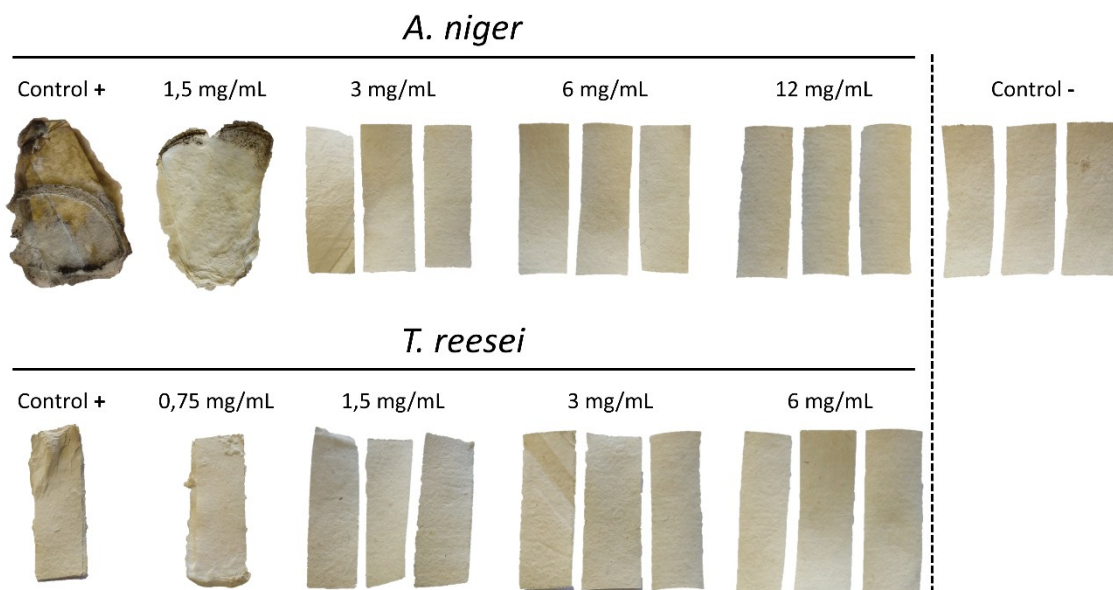 A. niger
Control + 1,5 mg/mL 3 mg/mL 6 mg/mL 12 mg/mL Control -
T. reesei
Control + 0,75 mg/mL 1,5 mg/mL 3 mg/mL 6 mg/mL